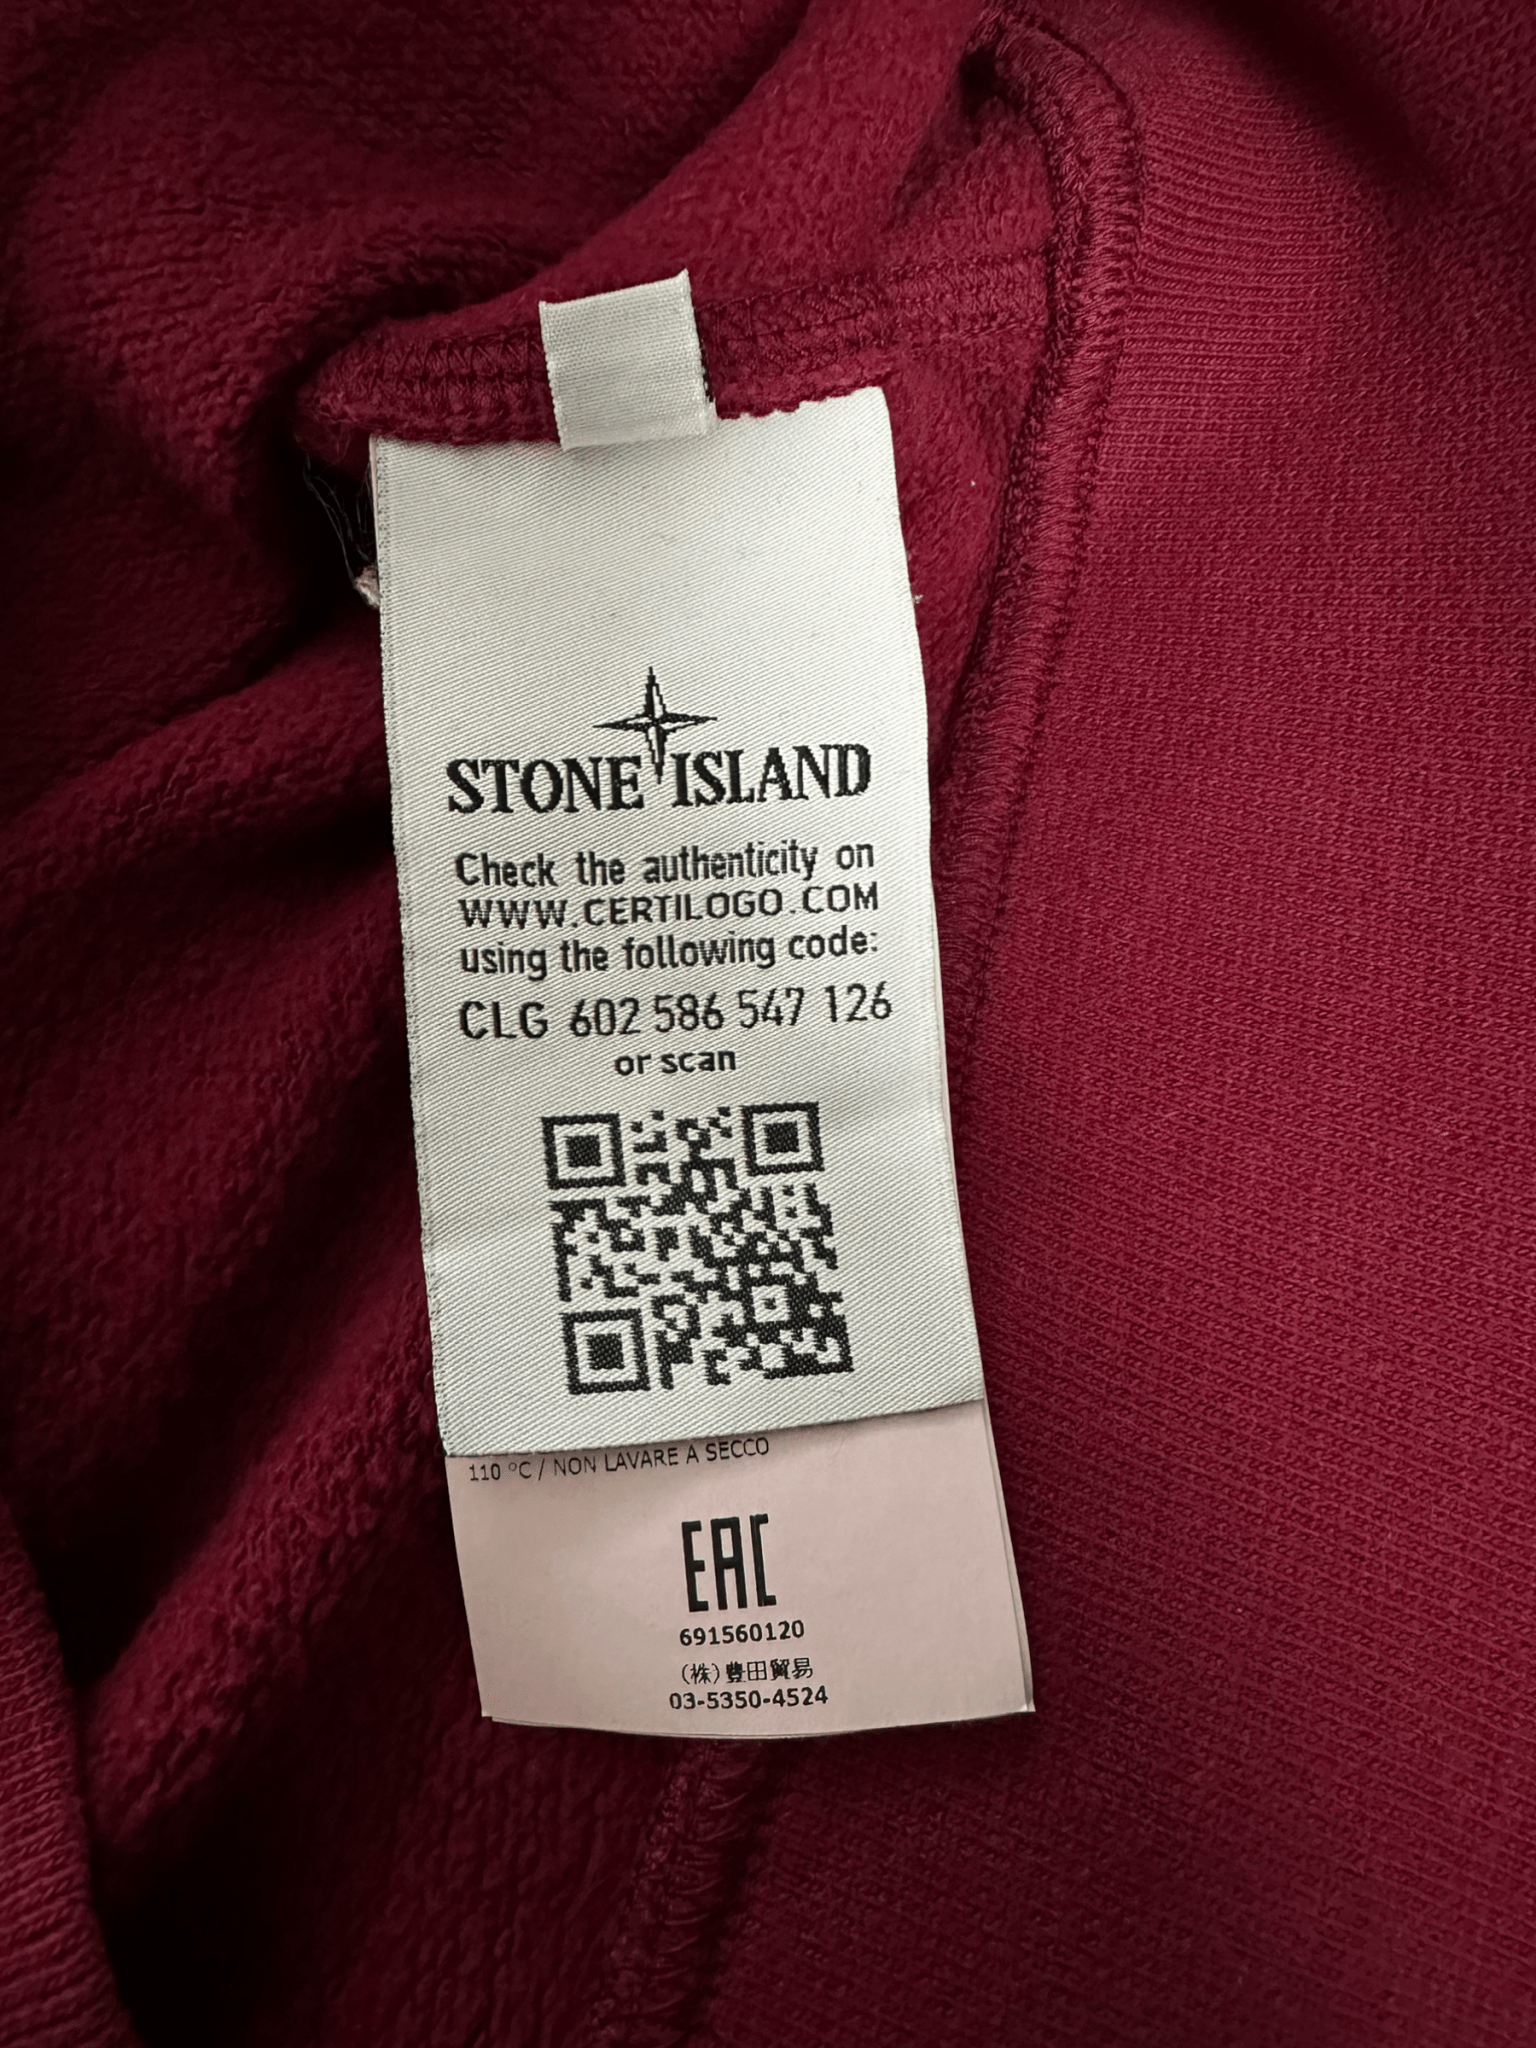 STONE ISLAND
Check the authenticity on
WWW.CERTILOGO.COM
using the following code:
CLG 602 586 547 126
or scan
110 °C / NON LAVARE A SECCO
EAC
691560120
(株)豊田貿易
03-5350-4524